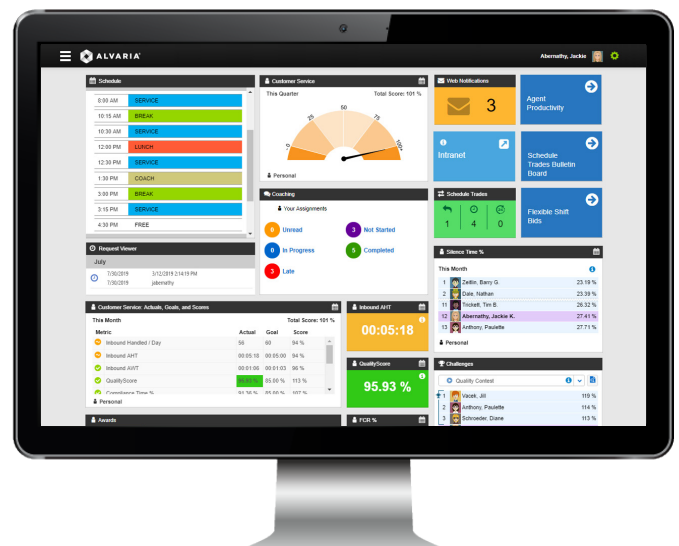 ALVARIA
Abernathy, Jackie
Schedule
8:00 AM SERVICE
10:15 AM BREAK
10:30 AM SERVICE
12:00 PM LUNCH
12:30 PM SERVICE
1:30 PM COACH
3:00 PM BREAK
3:15 PM SERVICE
4:30 PM FREE
Request Viewer
July
7/30/2019 3/12/2019 2:14:19 PM
7/30/2019 jabernathy
Customer Service
This Quarter Total Score: 101 %
0 25 50 75 100+
Personal
Coaching
Your Assignments
0 Unread 3 Not Started
0 In Progress 5 Completed
3 Late
Web Notifications
3
Agent
Productivity
Intranet
Schedule
Trades Bulletin
Board
Schedule Trades
1 4 0
Flexible Shift
Bids
Customer Service: Actuals, Goals, and Scores
This Month Total Score: 101 %
Metric Actual Goal Score
Inbound Handled / Day 56 60 94 %
Inbound AHT 00:05:18 00:05:00 94 %
Inbound AWT 00:01:06 00:01:03 96 %
QualityScore 95.93 % 85.00 % 113 %
Compliance Time % 91.36 % 85.00 % 107 %
Personal
Awards
Inbound AHT
00:05:18
QualityScore
95.93 %
FCR %
Silence Time %
This Month
1 Zeitlin, Barry G. 23.19 %
2 Dale, Nathan 23.39 %
11 Trickett, Tim B. 26.32 %
12 Abernathy, Jackie K. 27.41 %
13 Anthony, Paulette 27.71 %
Personal
Challenges
Quality Contest
1 Vacek, Jill 119 %
2 Anthony, Paulette 114 %
3 Schroeder, Diane 113 %